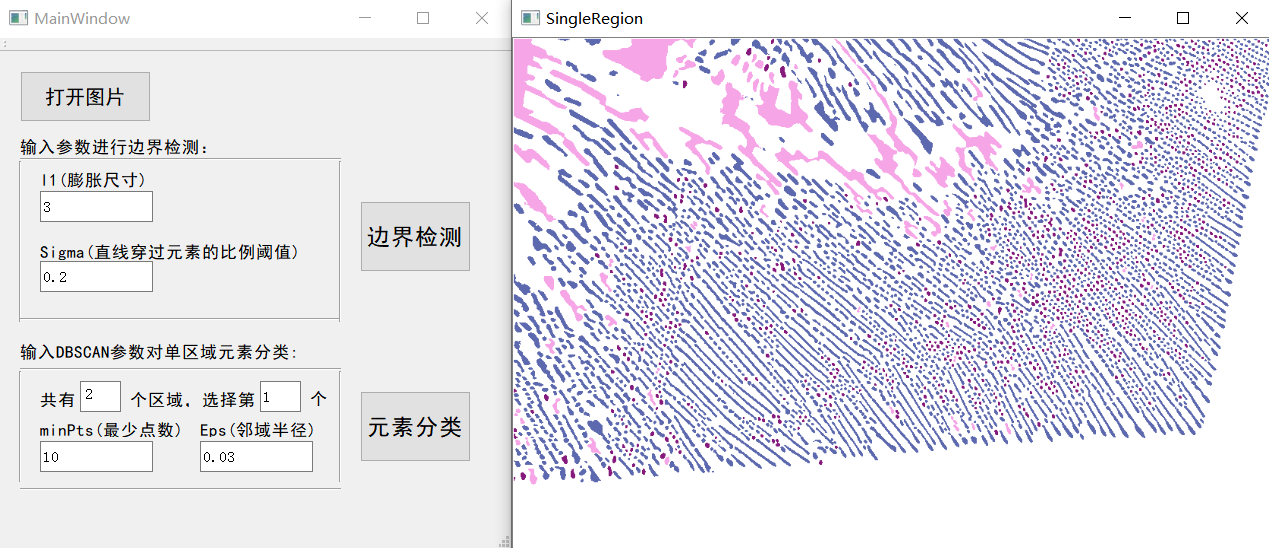 MainWindow
SingleRegion
打开图片
输入参数进行边界检测:
l1(膨胀尺寸)
3
边界检测
Sigma(直线穿过元素的比例阈值)
0.2
输入DBSCAN参数对单区域元素分类:
共有 2 个区域,选择第 1 个
minPts(最少点数) Eps(邻域半径)
元素分类
10 0.03